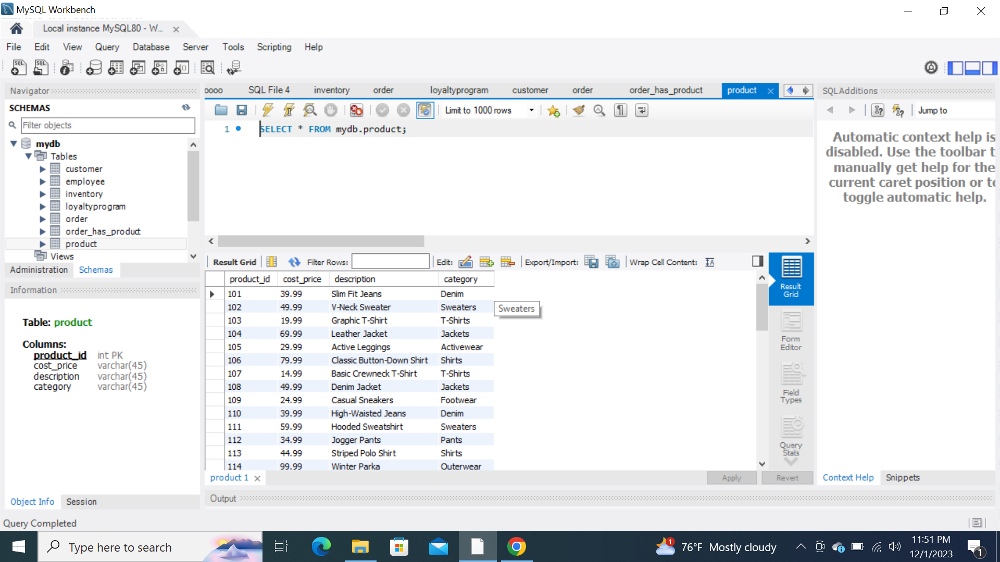 MySQL Workbench
Local instance MySQL80 - W...
File Edit View Query Database Server Tools Scripting Help
Navigator
SCHEMAS
Filter objects
mydb
Tables
customer
employee
inventory
loyaltyprogram
order
order_has_product
product
Views
Administration Schemas
Information
Table: product
Columns:
product_id int PK
cost_price varchar(45)
description varchar(45)
category varchar(45)
Object Info Session
Query Completed
oooo SQL File 4 inventory order loyaltyprogram customer order order_has_product product
Limit to 1000 rows
1 SELECT * FROM mydb.product;
Result Grid Filter Rows: Edit: Export/Import: Wrap Cell Content:
product_id cost_price description category
101 39.99 Slim Fit Jeans Denim
102 49.99 V-Neck Sweater Sweaters
103 19.99 Graphic T-Shirt T-Shirts
104 69.99 Leather Jacket Jackets
105 29.99 Active Leggings Activewear
106 79.99 Classic Button-Down Shirt Shirts
107 14.99 Basic Crewneck T-Shirt T-Shirts
108 49.99 Denim Jacket Jackets
109 24.99 Casual Sneakers Footwear
110 39.99 High-Waisted Jeans Denim
111 59.99 Hooded Sweatshirt Sweaters
112 34.99 Jogger Pants Pants
113 44.99 Striped Polo Shirt Shirts
114 99.99 Winter Parka Outerwear
Sweaters
Result
Grid
Form
Editor
Field
Types
Query
Stats
product 1
Apply Revert
Output
SQLAdditions
Jump to
Automatic context help is
disabled. Use the toolbar t
manually get help for the
current caret position or to
toggle automatic help.
Context Help Snippets
Type here to search
1
76°F Mostly cloudy
11:51 PM
12/1/2023
1